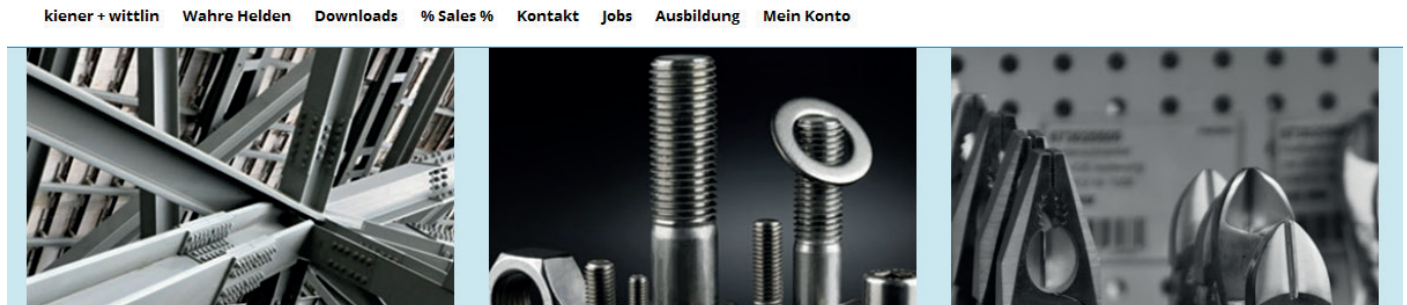 kiener + wittlin Wahre Helden Downloads % Sales % Kontakt Jobs Ausbildung Mein Konto